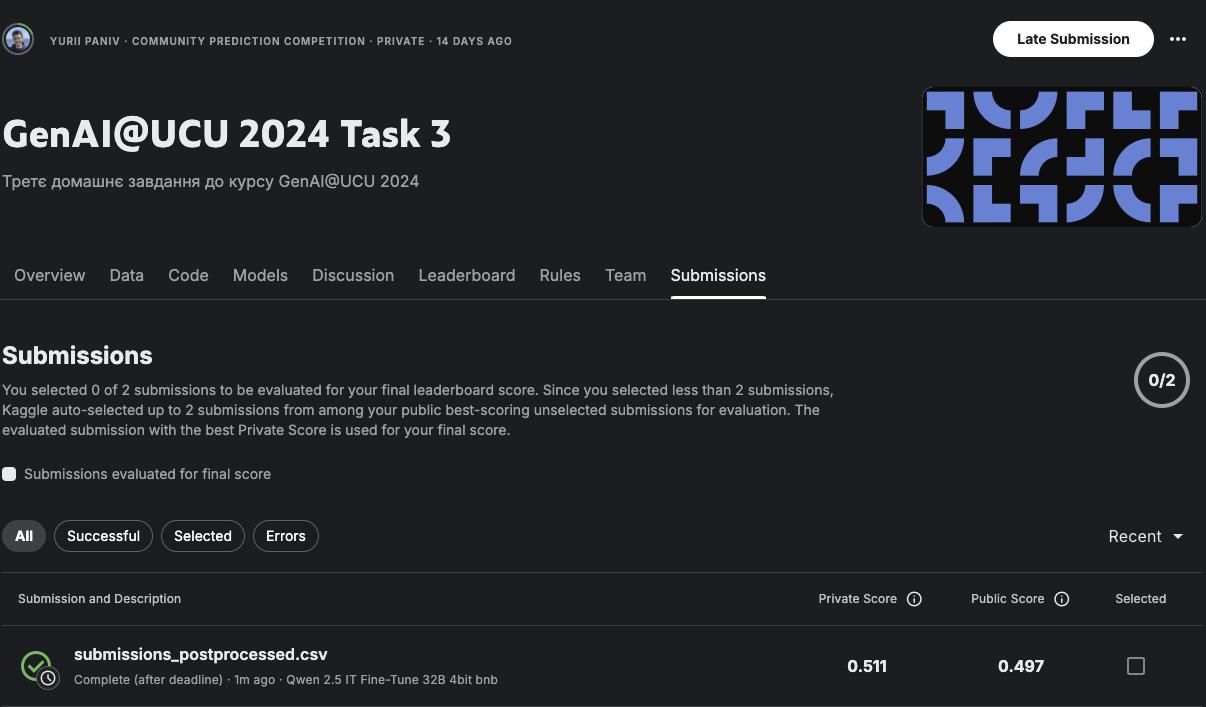 YURII PANIV · COMMUNITY PREDICTION COMPETITION · PRIVATE · 14 DAYS AGO
Late Submission
GenAI@UCU 2024 Task 3
Третє домашнє завдання до курсу GenAI@UCU 2024
Overview Data Code Models Discussion Leaderboard Rules Team Submissions
Submissions
You selected 0 of 2 submissions to be evaluated for your final leaderboard score. Since you selected less than 2 submissions,
Kaggle auto-selected up to 2 submissions from among your public best-scoring unselected submissions for evaluation. The
evaluated submission with the best Private Score is used for your final score.
0/2
Submissions evaluated for final score
All Successful Selected Errors
Recent
Submission and Description Private Score Public Score Selected
submissions_postprocessed.csv
0.511 0.497
Complete (after deadline) · 1m ago · Qwen 2.5 IT Fine-Tune 32B 4bit bnb